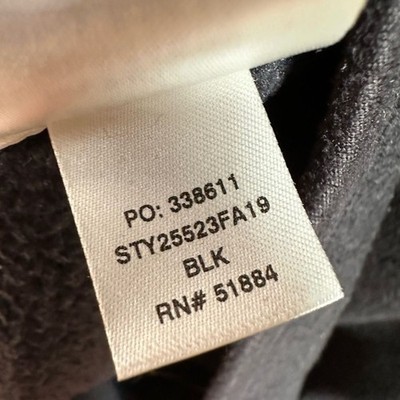 PO: 338611
STY25523FA19
BLK
RN# 51884